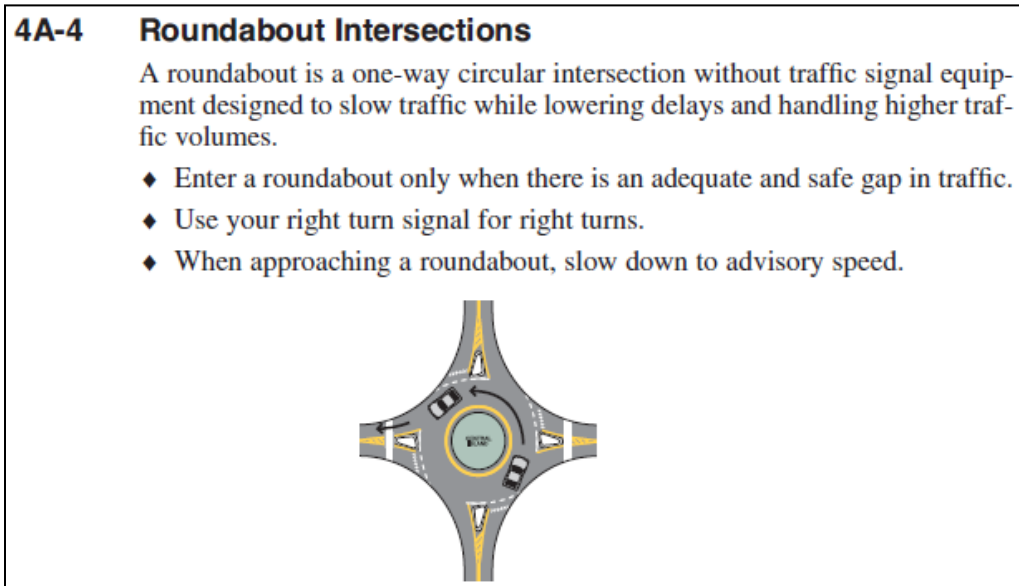 4A-4 Roundabout Intersections
A roundabout is a one-way circular intersection without traffic signal equip-
ment designed to slow traffic while lowering delays and handling higher traf-
fic volumes.
♦ Enter a roundabout only when there is an adequate and safe gap in traffic.
♦ Use your right turn signal for right turns.
♦ When approaching a roundabout, slow down to advisory speed.
CENTRAL
ISLAND